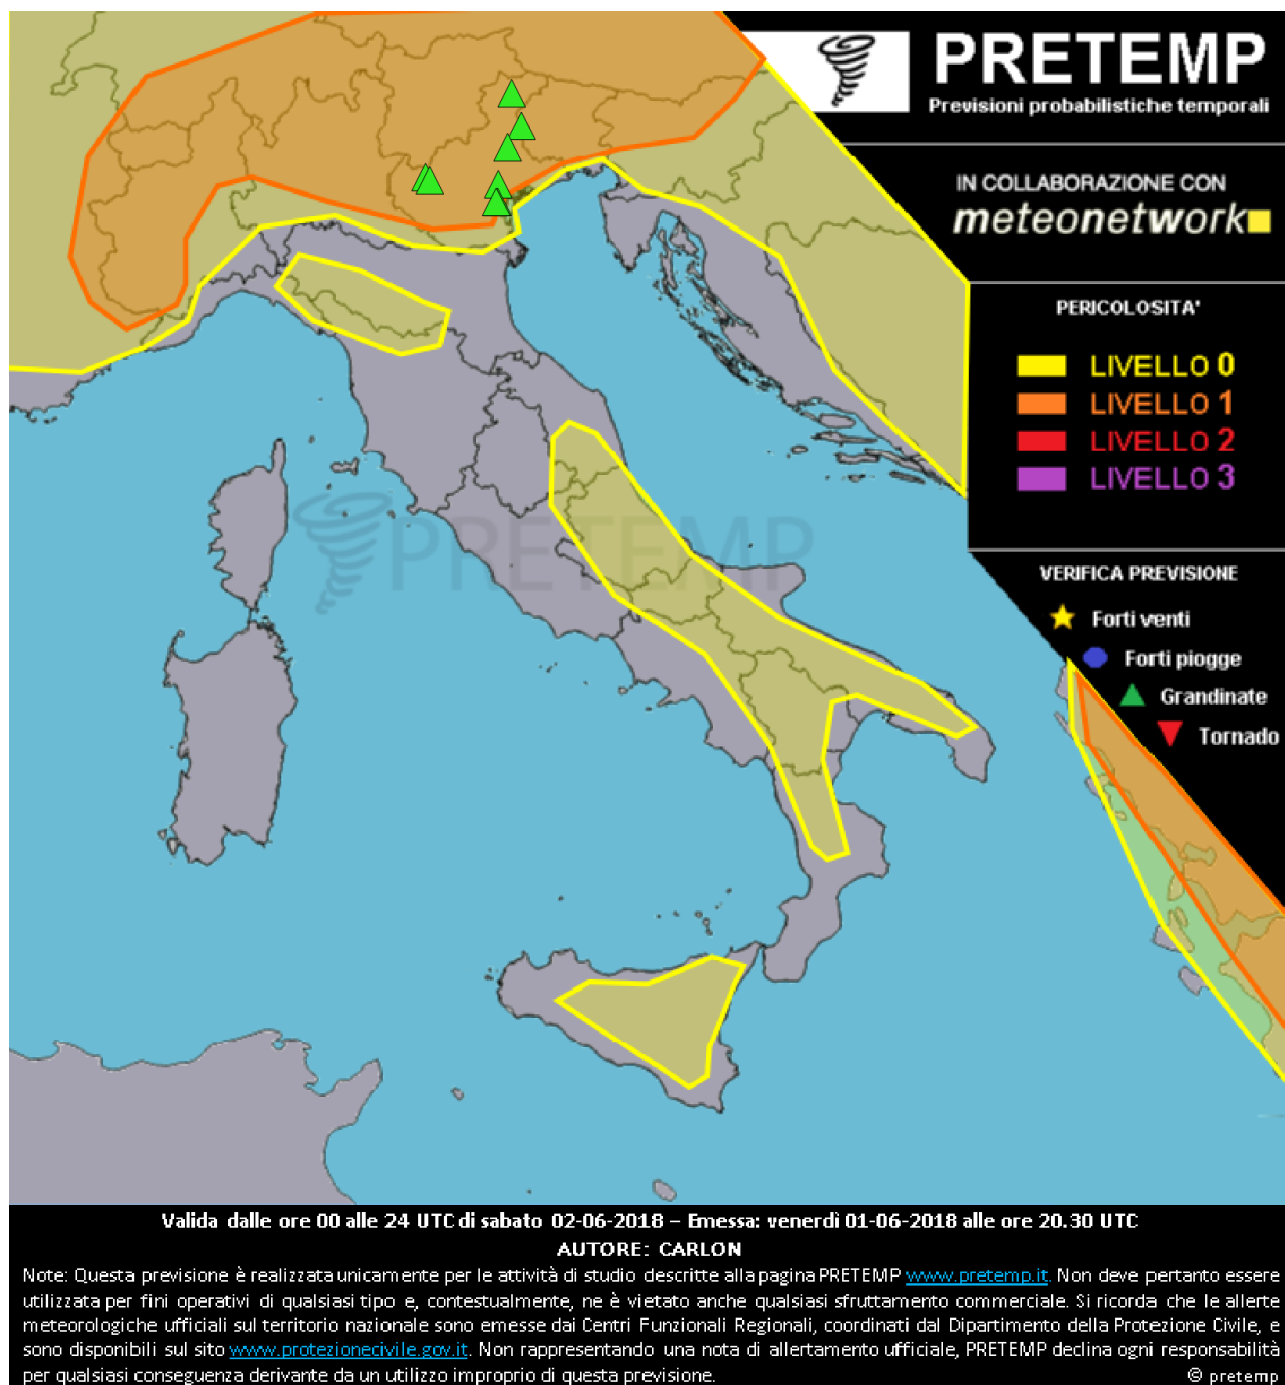 PRETEMP
Previsioni probabilistiche temporali
IN COLLABORAZIONE CON
meteonetwork
PERICOLOSITA'
LIVELLO 0
LIVELLO 1
LIVELLO 2
LIVELLO 3
PRETEMP
VERIFICA PREVISIONE
Forti venti
Forti piogge
Grandinate
Tornado
Valida dalle ore 00 alle 24 UTC di sabato 02-06-2018 – Emessa: venerdì 01-06-2018 alle ore 20.30 UTC
AUTORE: CARLON
Note: Questa previsione è realizzata unicamente per le attività di studio descritte alla pagina PRETEMP www.pretemp.it. Non deve pertanto essere
utilizzata per fini operativi di qualsiasi tipo e, contestualmente, ne è vietato anche qualsiasi sfruttamento commerciale. Si ricorda che le allerte
meteorologiche ufficiali sul territorio nazionale sono emesse dai Centri Funzionali Regionali, coordinati dal Dipartimento della Protezione Civile, e
sono disponibili sul sito www.protezionecivile.gov.it. Non rappresentando una nota di allertamento ufficiale, PRETEMP declina ogni responsabilità
per qualsiasi conseguenza derivante da un utilizzo improprio di questa previsione.
© pretemp